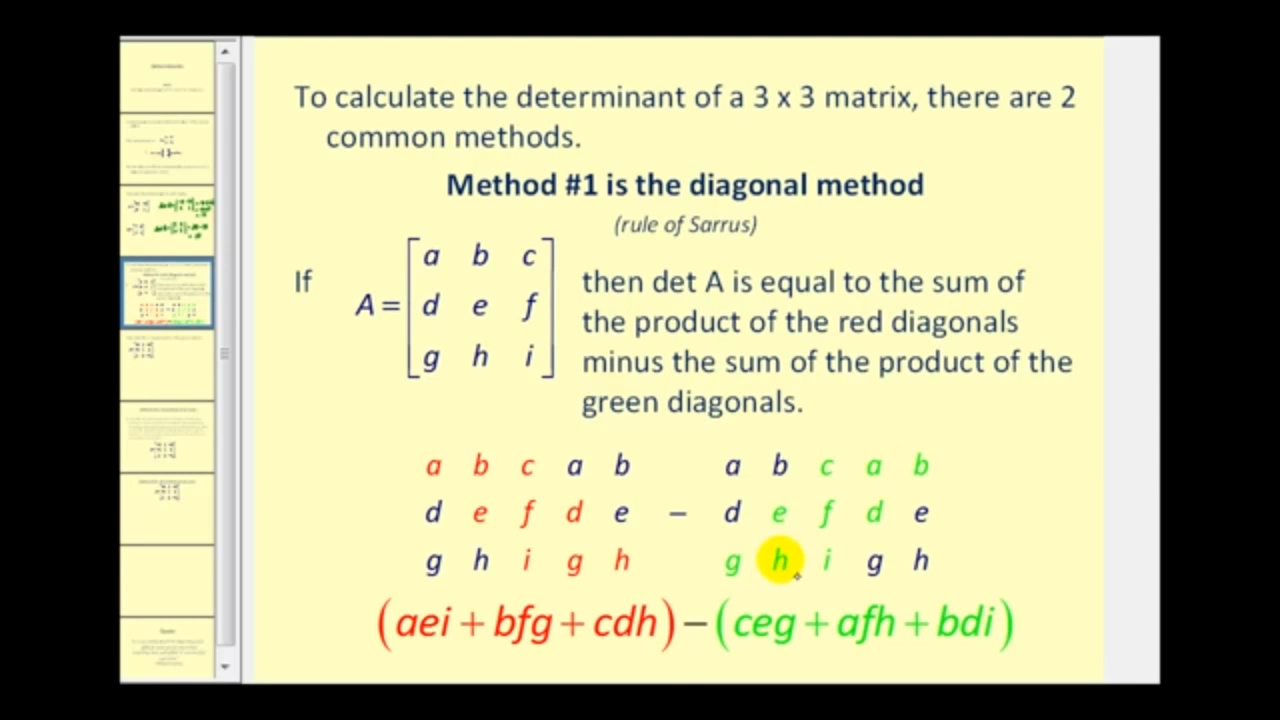 To calculate the determinant of a 3 x 3 matrix, there are 2
common methods.
Method #1 is the diagonal method
(rule of Sarrus)
If A = [a b c
d e f
g h i]
then det A is equal to the sum of
the product of the red diagonals
minus the sum of the product of the
green diagonals.
a b c a b a b c a b
d e f d e – d e f d e
g h i g h g h i g h
(aei + bfg + cdh) – (ceg + afh + bdi)